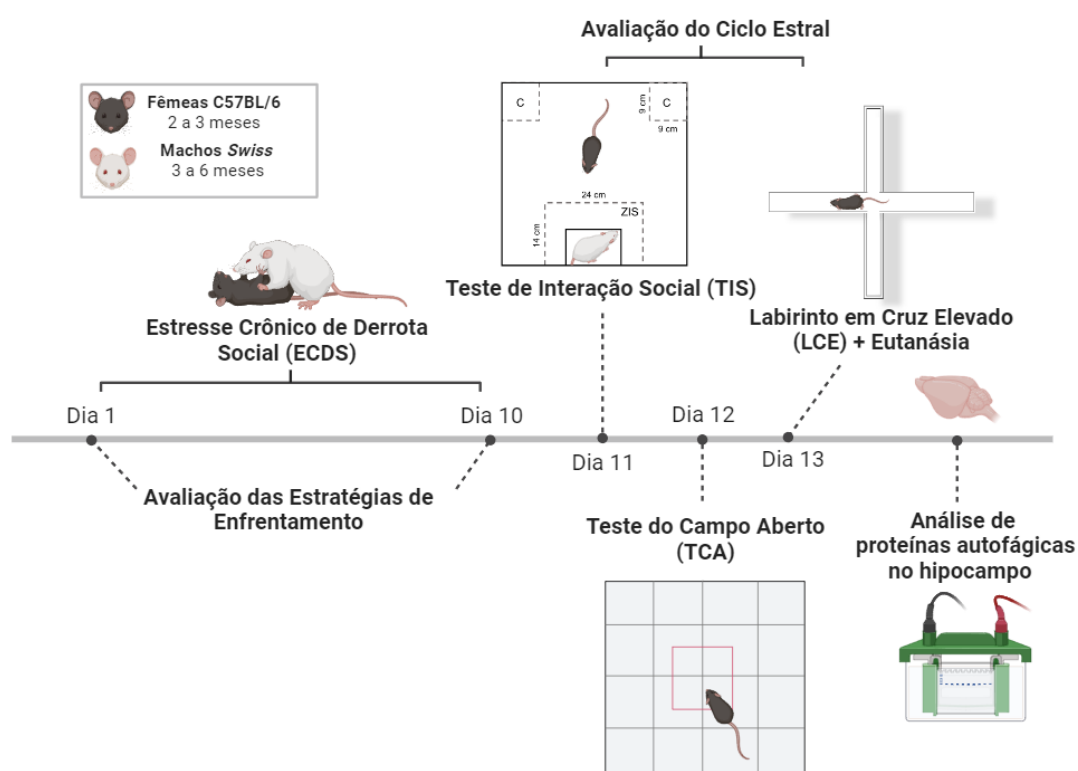 Avaliação do Ciclo Estral
Fêmeas C57BL/6
2 a 3 meses
Machos Swiss
3 a 6 meses
C
9 cm
C
9 cm
24 cm
ZIS
14 cm
Teste de Interação Social (TIS)
Labirinto em Cruz Elevado
(LCE) + Eutanásia
Estresse Crônico de Derrota
Social (ECDS)
Dia 1
Dia 10
Dia 11
Dia 12
Dia 13
Avaliação das Estratégias de
Enfrentamento
Teste do Campo Aberto
(TCA)
Análise de
proteínas autofágicas
no hipocampo